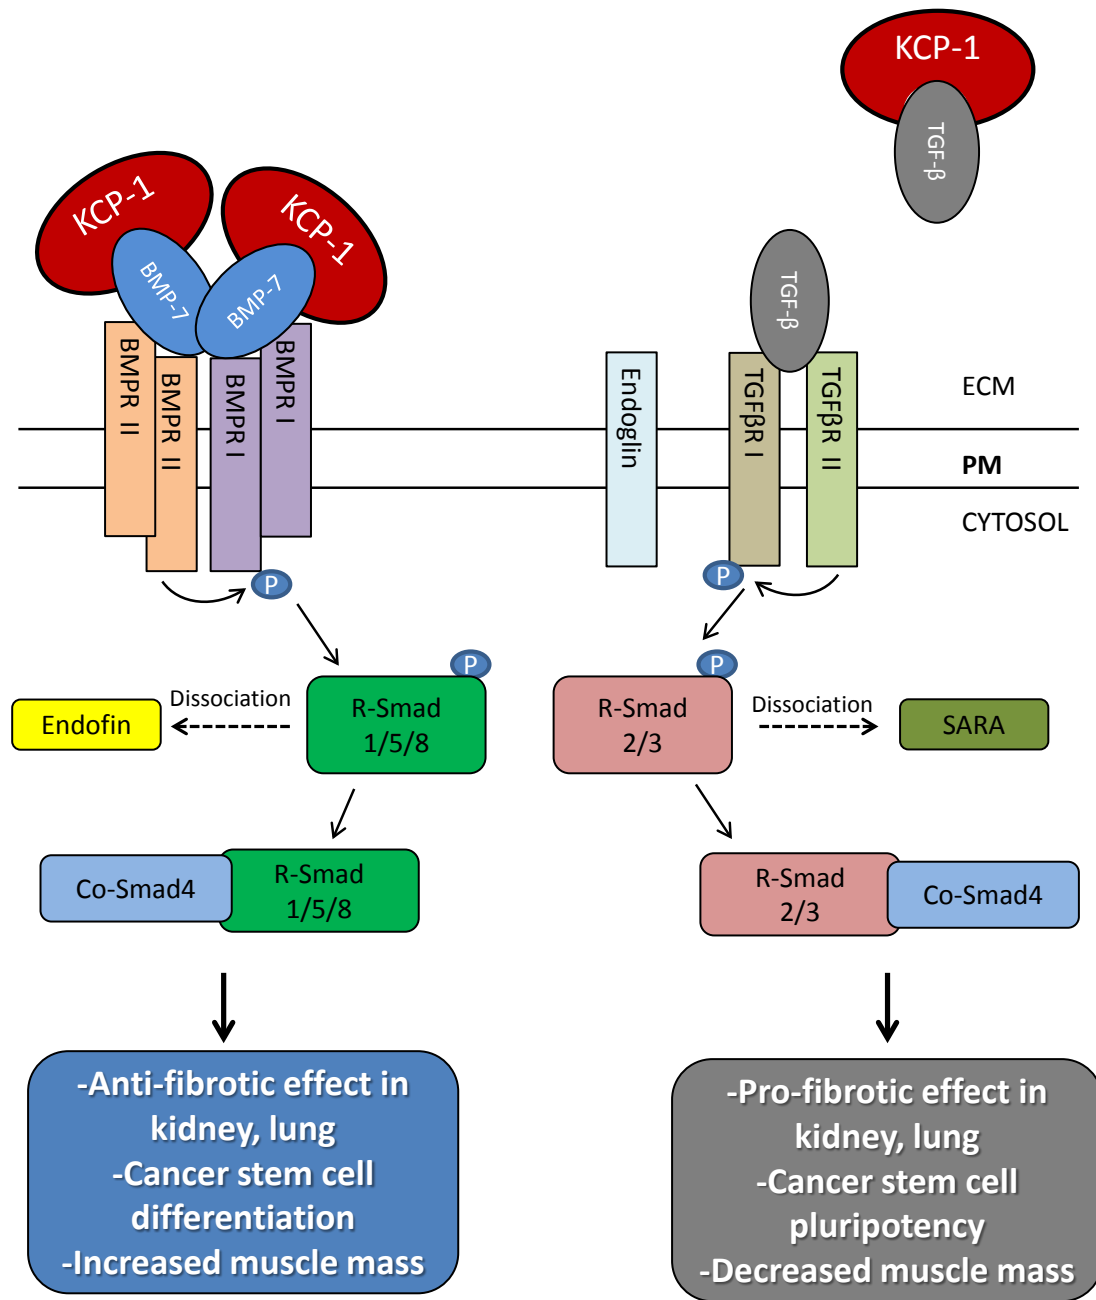 KCP-1
TGF-β
KCP-1
KCP-1
BMP-7
BMP-7
TGF-β
BMPR II
BMPR II
BMPR I
BMPR I
Endoglin
TGFβR I
TGFβR II
ECM
PM
CYTOSOL
P
P
P
P
Endofin
Dissociation
R-Smad
1/5/8
R-Smad
2/3
Dissociation
SARA
Co-Smad4
R-Smad
1/5/8
R-Smad
2/3
Co-Smad4
-Anti-fibrotic effect in
kidney, lung
-Cancer stem cell
differentiation
-Increased muscle mass
-Pro-fibrotic effect in
kidney, lung
-Cancer stem cell
pluripotency
-Decreased muscle mass